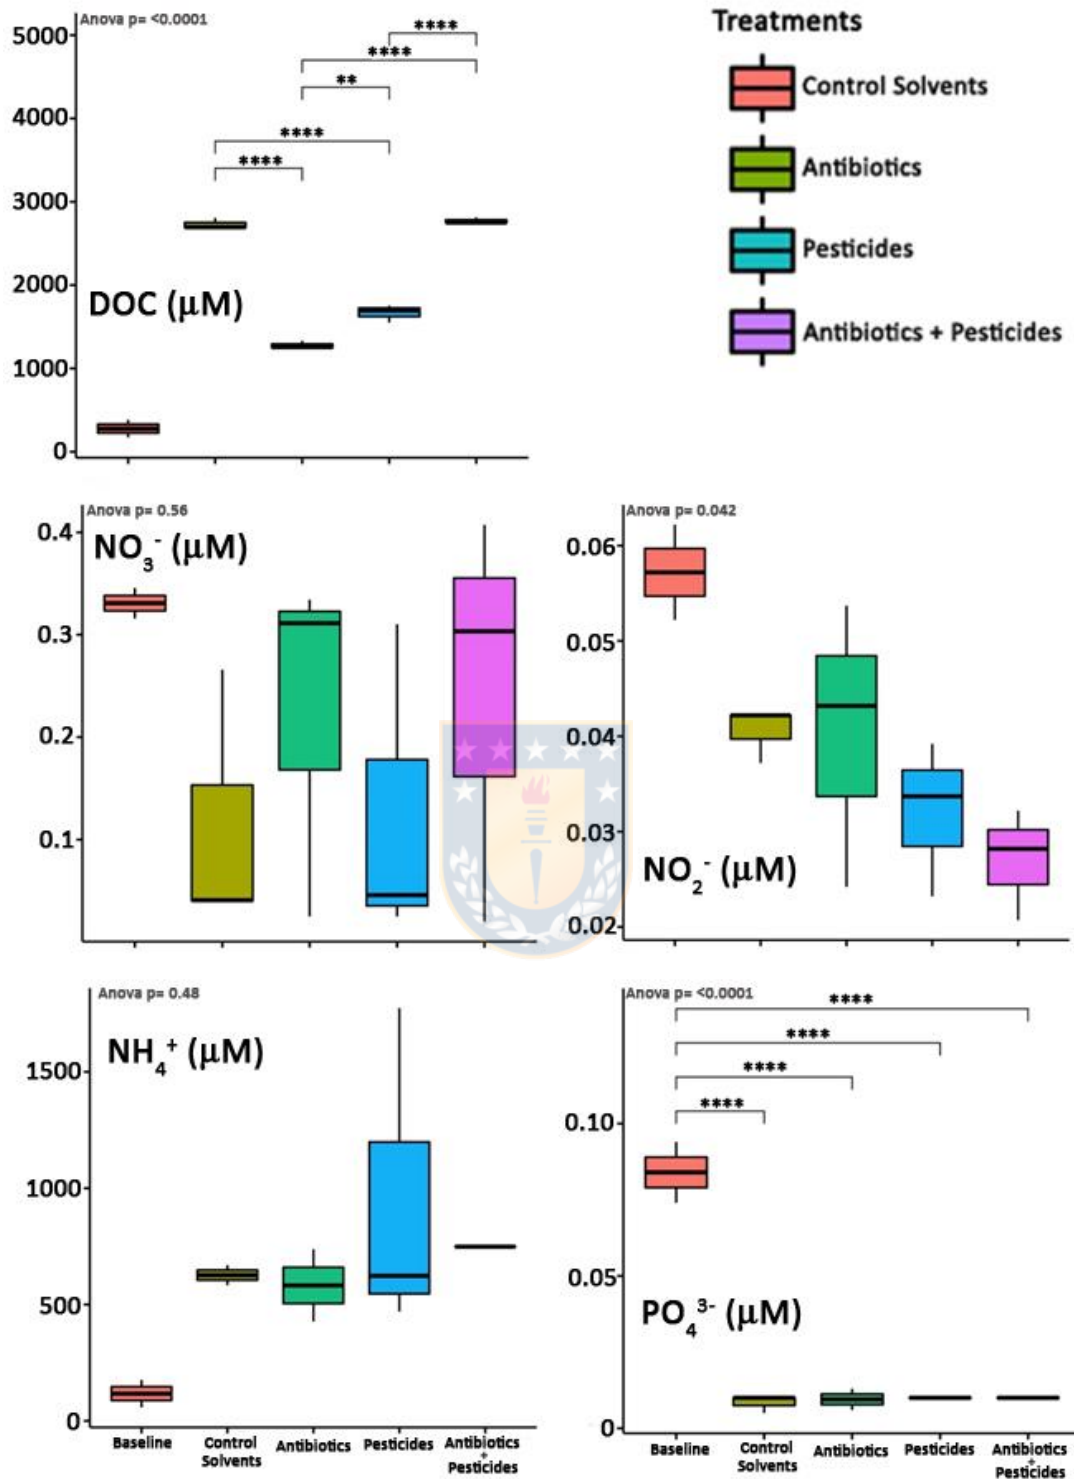 Anova p= <0.0001
5000
4000
3000
2000
1000
0
****
****
**
****
****
DOC (µM)
Treatments
Control Solvents
Antibiotics
Pesticides
Antibiotics + Pesticides
Anova p= 0.56
0.4
0.3
0.2
0.1
NO₃⁻ (µM)
Anova p= 0.042
0.06
0.05
0.04
0.03
0.02
NO₂⁻ (µM)
Anova p= 0.48
1500
1000
500
0
NH₄⁺ (µM)
Baseline
Control
Solvents
Antibiotics
Pesticides
Antibiotics
+
Pesticides
Anova p= <0.0001
****
****
****
****
0.10
0.05
0
PO₄³⁻ (µM)
Baseline
Control
Solvents
Antibiotics
Pesticides
Antibiotics
+
Pesticides